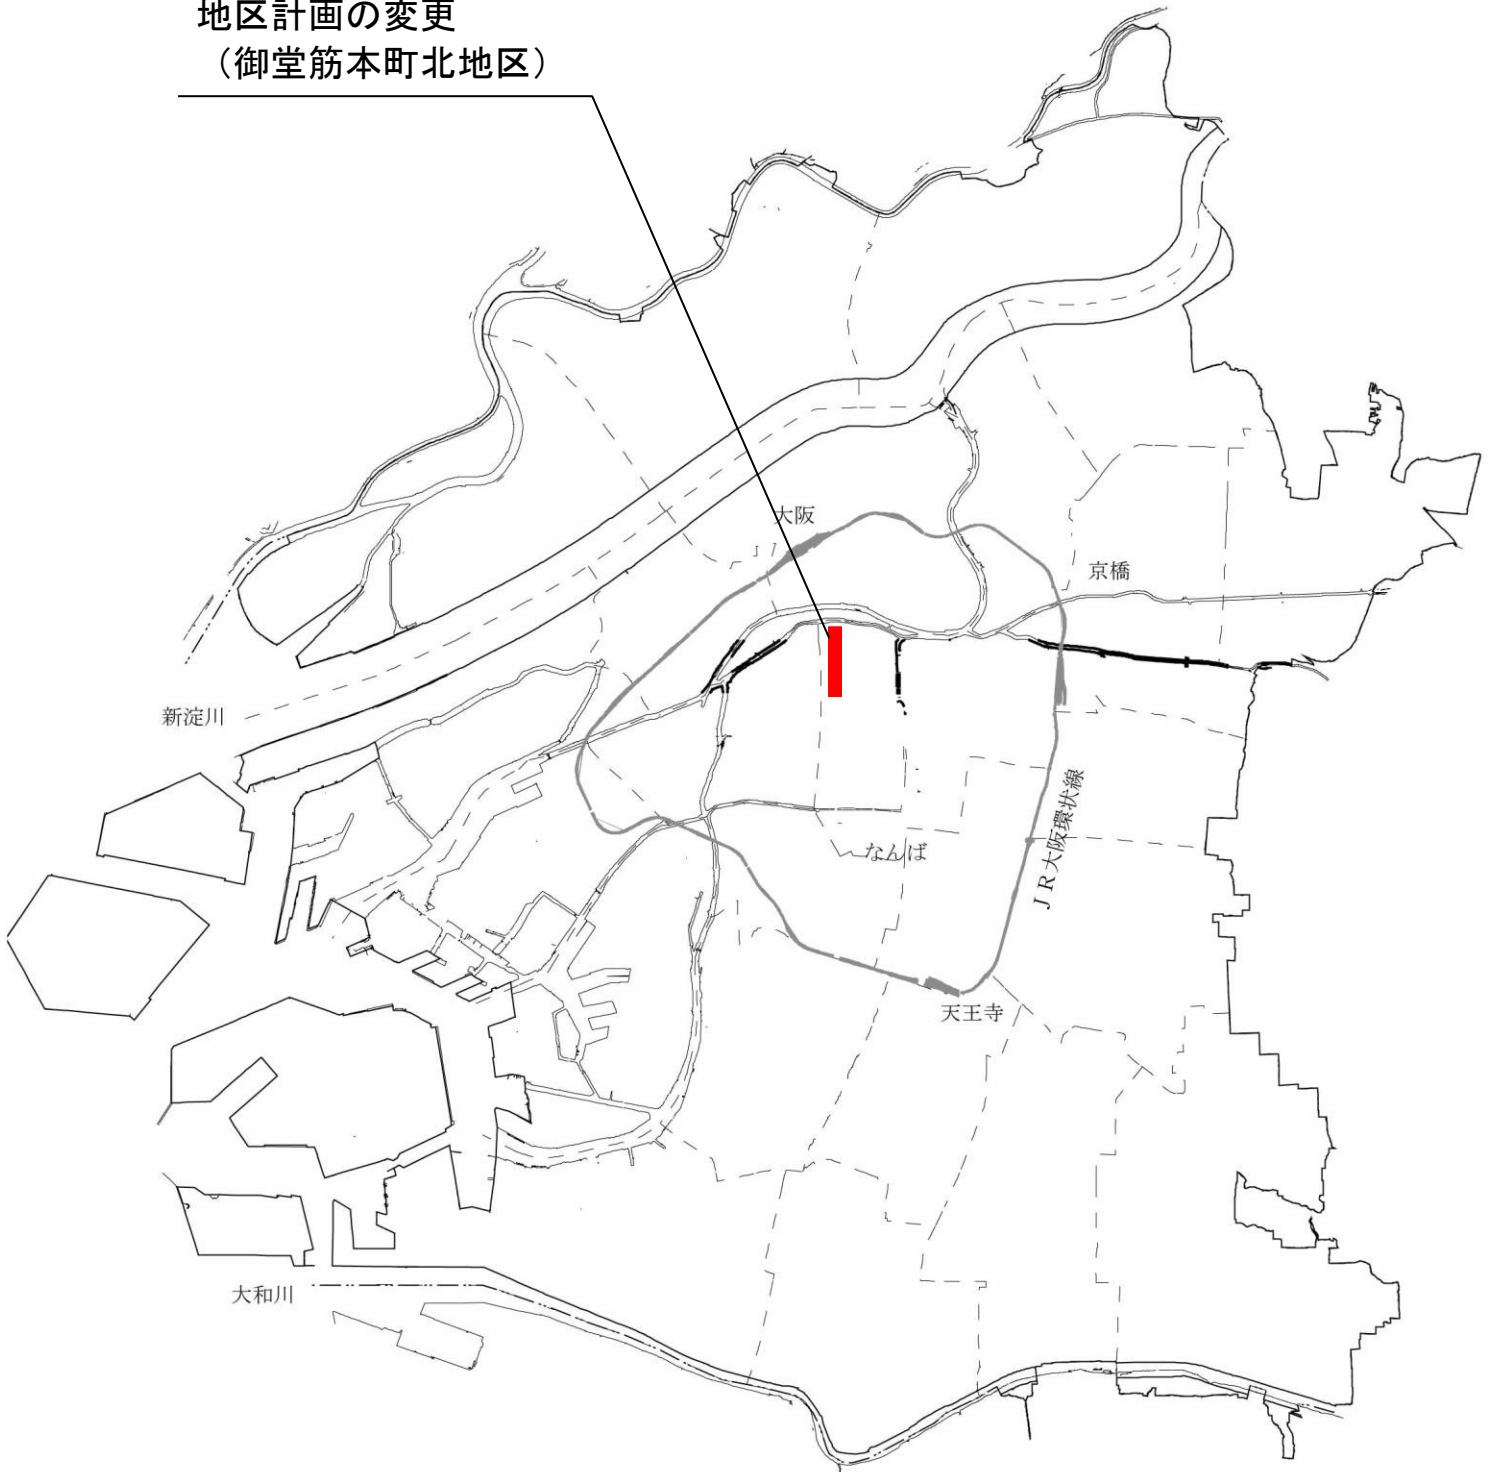 地区計画の変更
（御堂筋本町北地区）
大阪
京橋
新淀川
ＪＲ大阪環状線
なんば
天王寺
大和川